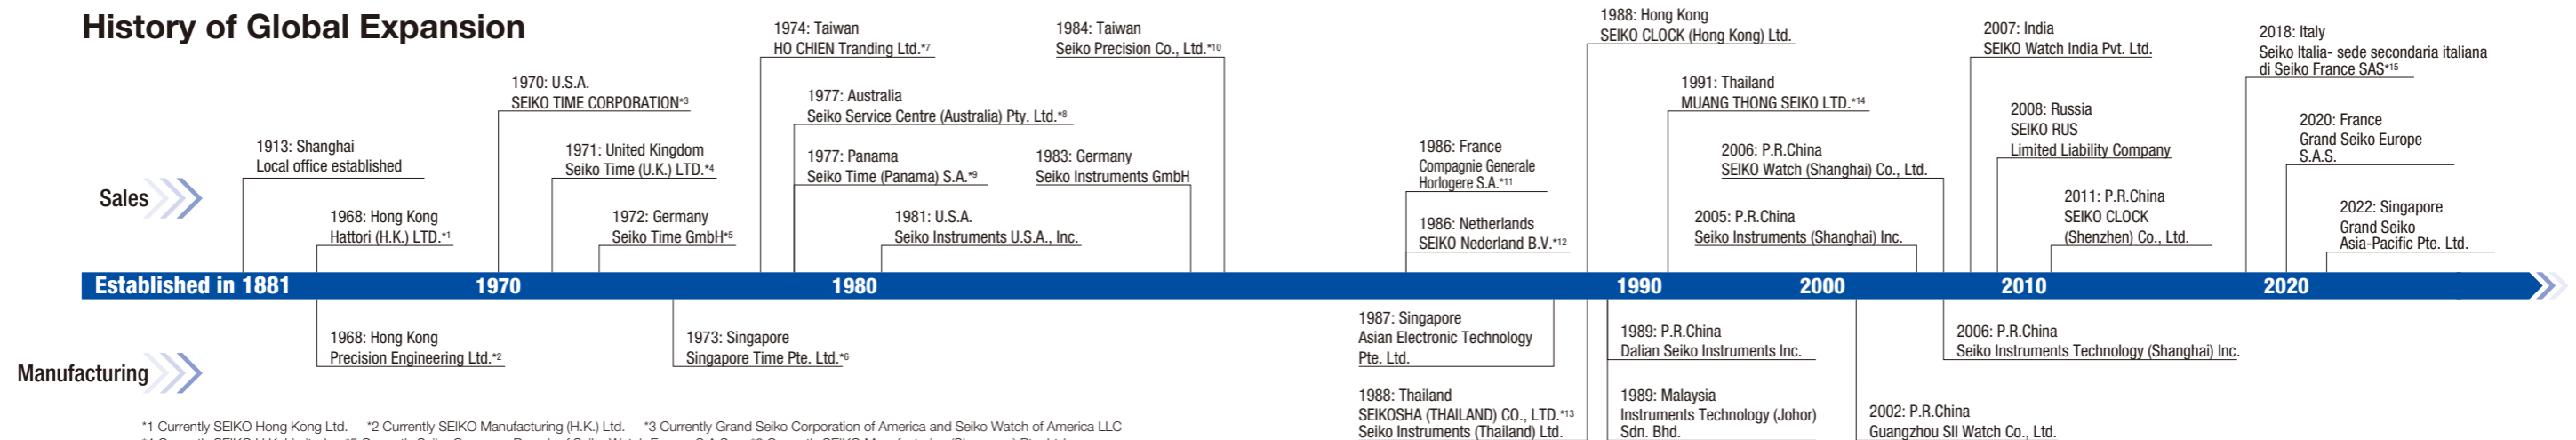 History of Global Expansion
Sales
1913: Shanghai
Local office established
1968: Hong Kong
Hattori (H.K.) LTD.*1
1970: U.S.A.
SEIKO TIME CORPORATION*3
1971: United Kingdom
Seiko Time (U.K.) LTD.*4
1972: Germany
Seiko Time GmbH*5
1974: Taiwan
HO CHIEN Tranding Ltd.*7
1977: Australia
Seiko Service Centre (Australia) Pty. Ltd.*8
1977: Panama
Seiko Time (Panama) S.A.*9
1981: U.S.A.
Seiko Instruments U.S.A., Inc.
1983: Germany
Seiko Instruments GmbH
1984: Taiwan
Seiko Precision Co., Ltd.*10
1986: France
Compagnie Generale
Horlogere S.A.*11
1986: Netherlands
SEIKO Nederland B.V.*12
1988: Hong Kong
SEIKO CLOCK (Hong Kong) Ltd.
1991: Thailand
MUANG THONG SEIKO LTD.*14
2006: P.R.China
SEIKO Watch (Shanghai) Co., Ltd.
2005: P.R.China
Seiko Instruments (Shanghai) Inc.
2007: India
SEIKO Watch India Pvt. Ltd.
2008: Russia
SEIKO RUS
Limited Liability Company
2011: P.R.China
SEIKO CLOCK
(Shenzhen) Co., Ltd.
2018: Italy
Seiko Italia- sede secondaria italiana
di Seiko France SAS*15
2020: France
Grand Seiko Europe
S.A.S.
2022: Singapore
Grand Seiko
Asia-Pacific Pte. Ltd.
Established in 1881 1970 1980 1990 2000 2010 2020
Manufacturing
1968: Hong Kong
Precision Engineering Ltd.*2
1973: Singapore
Singapore Time Pte. Ltd.*6
1987: Singapore
Asian Electronic Technology
Pte. Ltd.
1988: Thailand
SEIKOSHA (THAILAND) CO., LTD.*13
Seiko Instruments (Thailand) Ltd.
1989: P.R.China
Dalian Seiko Instruments Inc.
1989: Malaysia
Instruments Technology (Johor)
Sdn. Bhd.
2002: P.R.China
Guangzhou SII Watch Co., Ltd.
2006: P.R.China
Seiko Instruments Technology (Shanghai) Inc.
*1 Currently SEIKO Hong Kong Ltd. *2 Currently SEIKO Manufacturing (H.K.) Ltd. *3 Currently Grand Seiko Corporation of America and Seiko Watch of America LLC